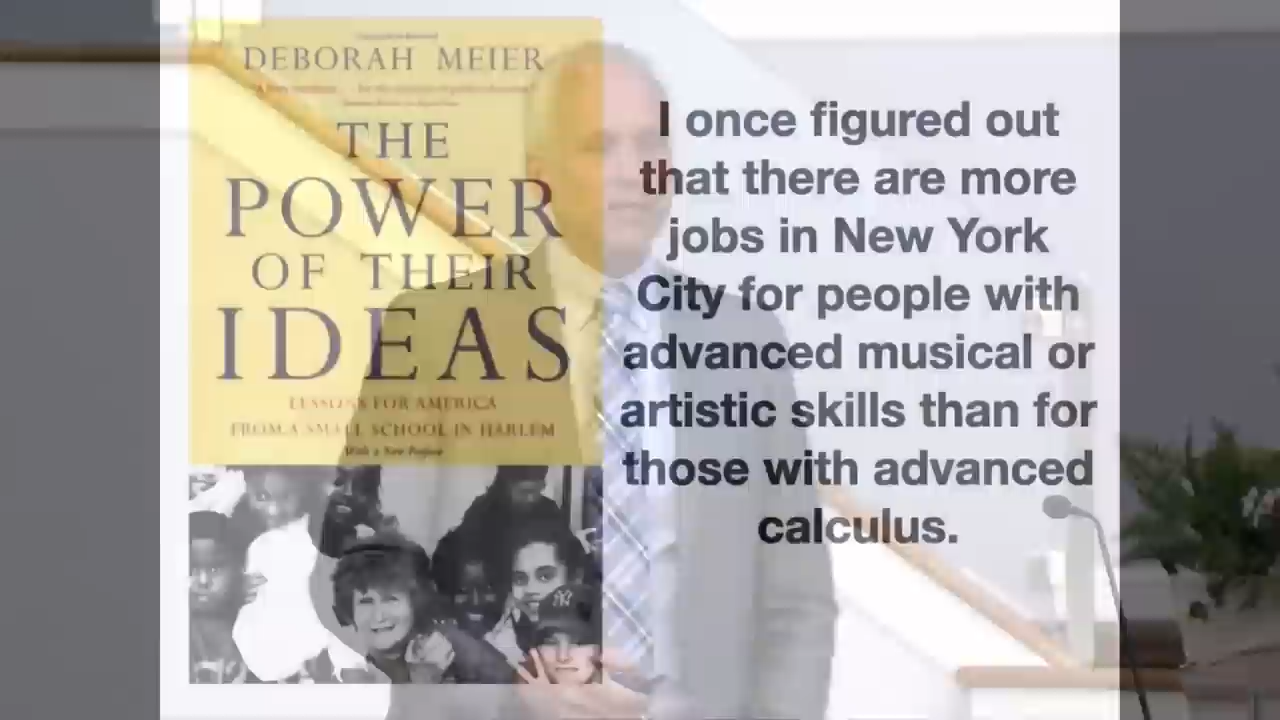 DEBORAH MEIER
THE
POWER
OF THEIR
IDEAS
LESSONS FOR AMERICA
FROM A SMALL SCHOOL IN HARLEM
With a New Preface
I once figured out
that there are more
jobs in New York
City for people with
advanced musical or
artistic skills than for
those with advanced
calculus.